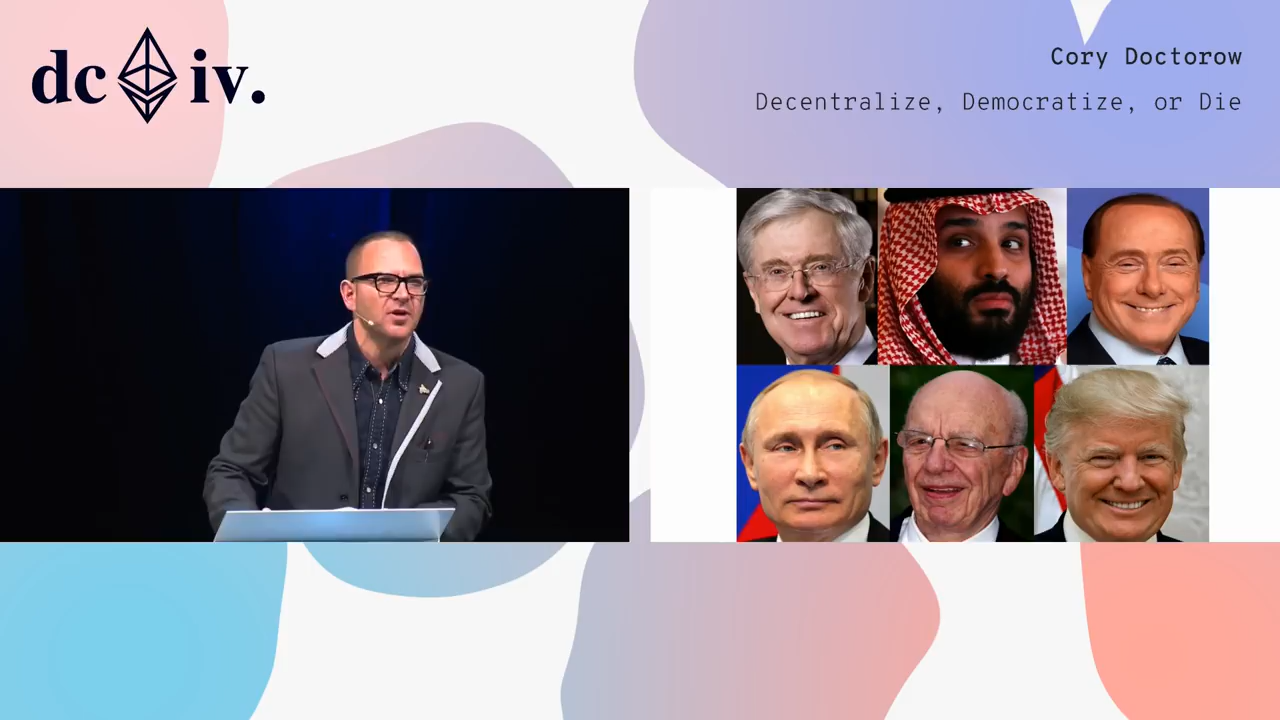 dc iv.
Cory Doctorow
Decentralize, Democratize, or Die